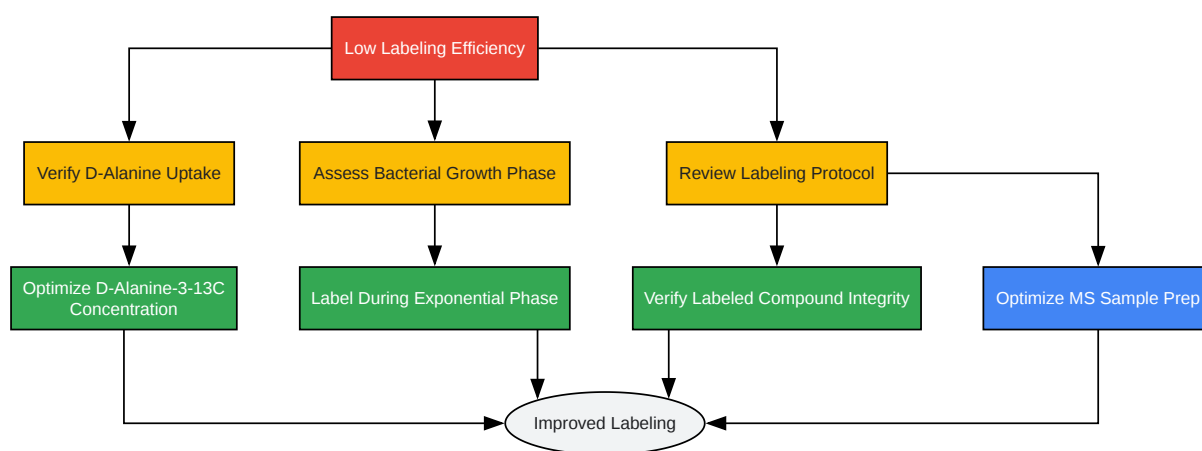 Low Labeling Efficiency
Verify D-Alanine Uptake
Assess Bacterial Growth Phase
Review Labeling Protocol
Optimize D-Alanine-3-13C
Concentration
Label During Exponential Phase
Verify Labeled Compound Integrity
Optimize MS Sample Prep
Improved Labeling